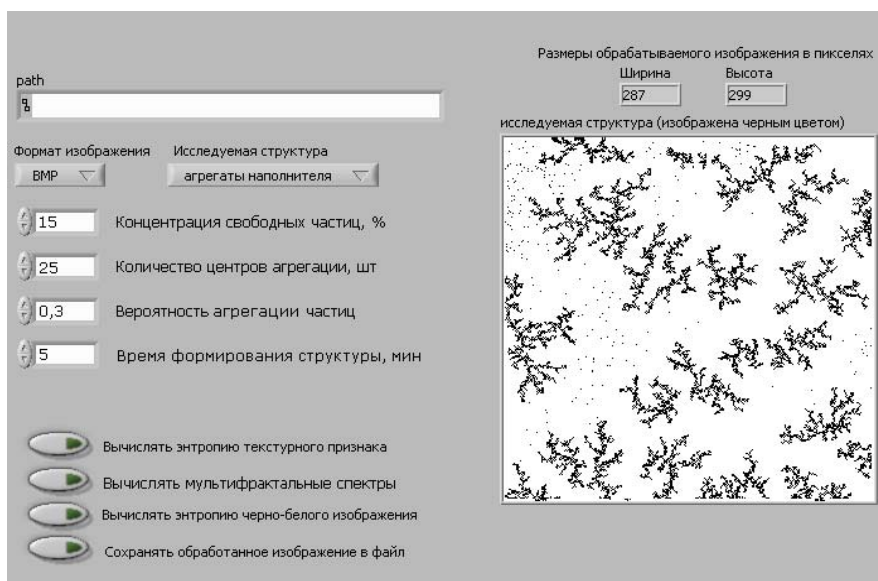 Размеры обрабатываемого изображения в пикселях
Ширина Высота
287 299
path
исследуемая структура (изображена черным цветом)
Формат изображения Исследуемая структура
BMP агрегаты наполнителя
15 Концентрация свободных частиц, %
25 Количество центров агрегации, шт
0,3 Вероятность агрегации частиц
5 Время формирования структуры, мин
Вычислять энтропию текстурного признака
Вычислять мультифрактальные спектры
Вычислять энтропию черно-белого изображения
Сохранять обработанное изображение в файл